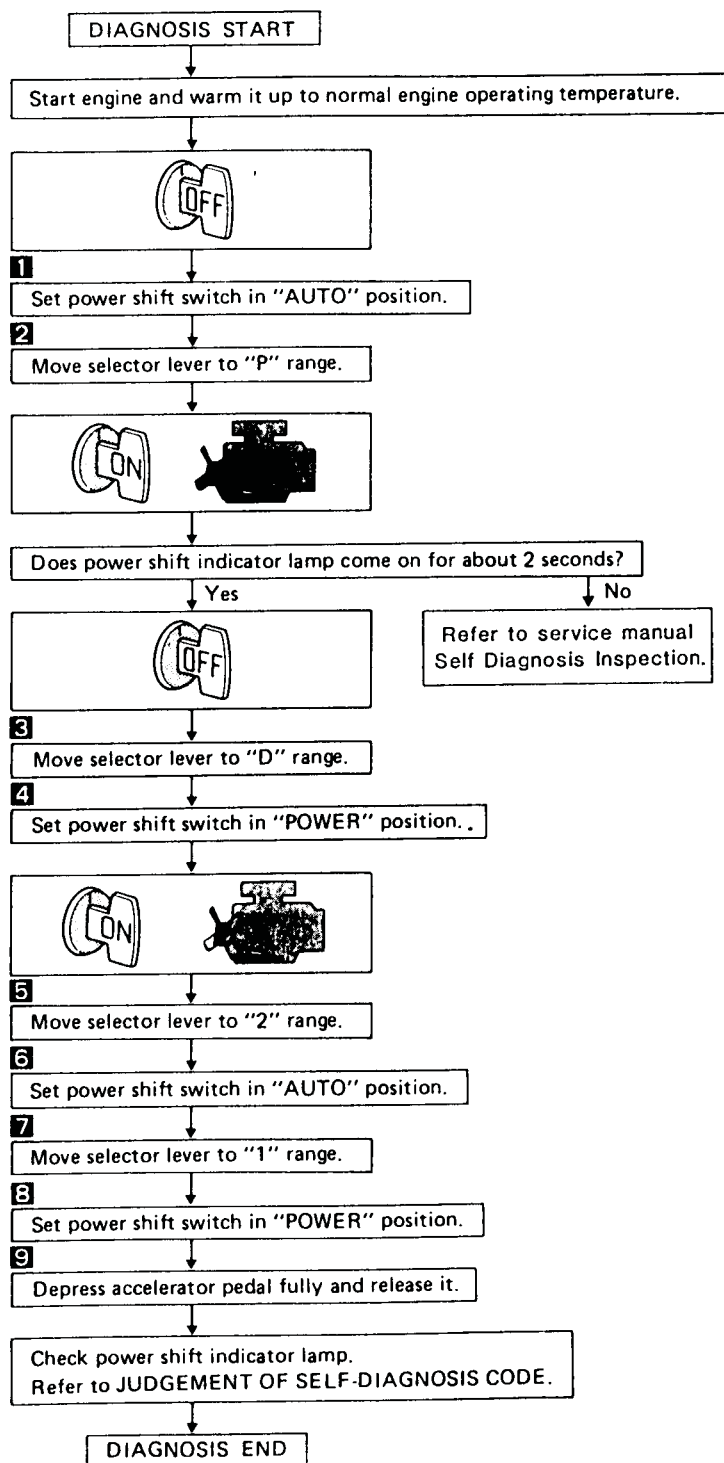 DIAGNOSIS START
Start engine and warm it up to normal engine operating temperature.
OFF
1
Set power shift switch in "AUTO" position.
2
Move selector lever to "P" range.
ON
Does power shift indicator lamp come on for about 2 seconds?
Yes
No
OFF
Refer to service manual
Self Diagnosis Inspection.
3
Move selector lever to "D" range.
4
Set power shift switch in "POWER" position. .
ON
5
Move selector lever to "2" range.
6
Set power shift switch in "AUTO" position.
7
Move selector lever to "1" range.
8
Set power shift switch in "POWER" position.
9
Depress accelerator pedal fully and release it.
Check power shift indicator lamp.
Refer to JUDGEMENT OF SELF-DIAGNOSIS CODE.
DIAGNOSIS END